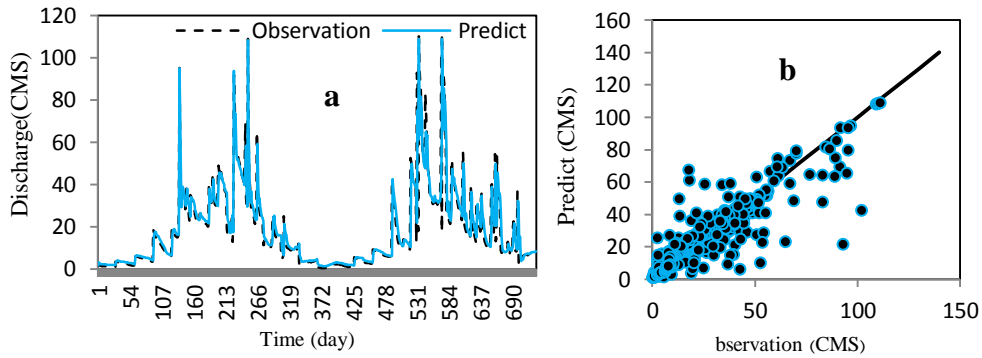 Observation Predict
a
Discharge(CMS)
120
100
80
60
40
20
0
1 54 107 160 213 266 319 372 425 478 531 584 637 690
Time (day)
b
Predict (CMS)
160
140
120
100
80
60
40
20
0
0 50 100 150
bservation (CMS)